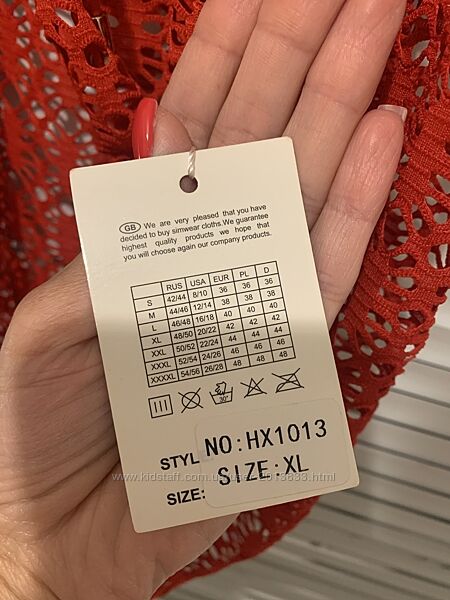 GB We are very pleased that you have
decided to buy simwear cloths.We guarantee
highest quality products we hope that
you will choose again our company products.
RUS USA EUR PL D
S 42/44 8/10 36 36 36
M 44/46 12/14 38 38 38
L 46/48 16/18 40 40 40
XL 48/50 20/22 42 42 42
XXL 50/52 22/24 44 44 44
XXXL 52/54 24/26 46 46 46
XXXXL 54/56 26/28 48 48 48
30°
STYL NO:HX1013
SIZE: SIZE:XL